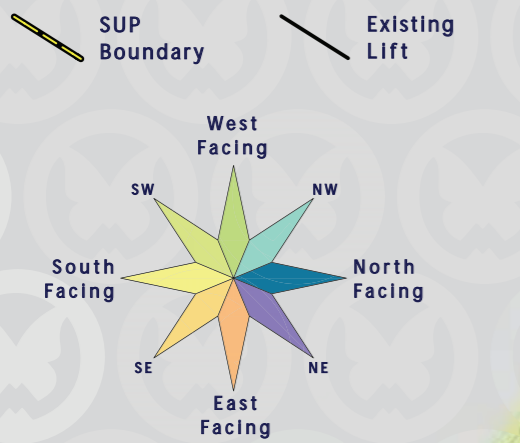 SUP
Boundary
Existing
Lift
West
Facing
SW
NW
South
Facing
North
Facing
SE
NE
East
Facing